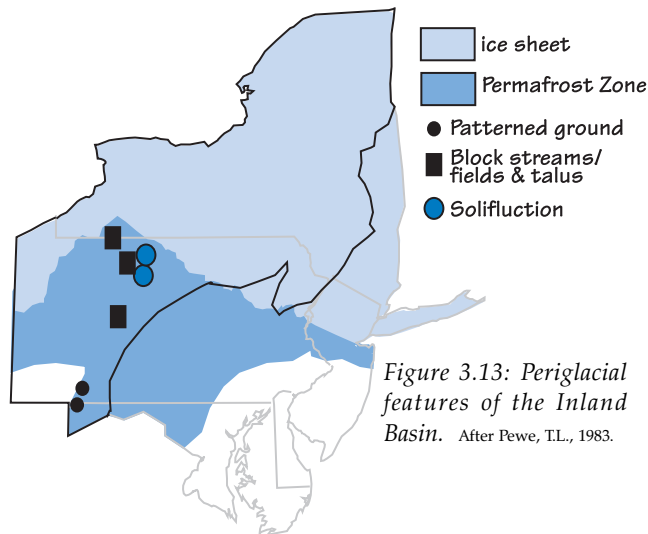 ice sheet
Permafrost Zone
Patterned ground
Block streams/
fields & talus
Solifluction
Figure 3.13: Periglacial
features of the Inland
Basin. After Pewe, T.L., 1983.